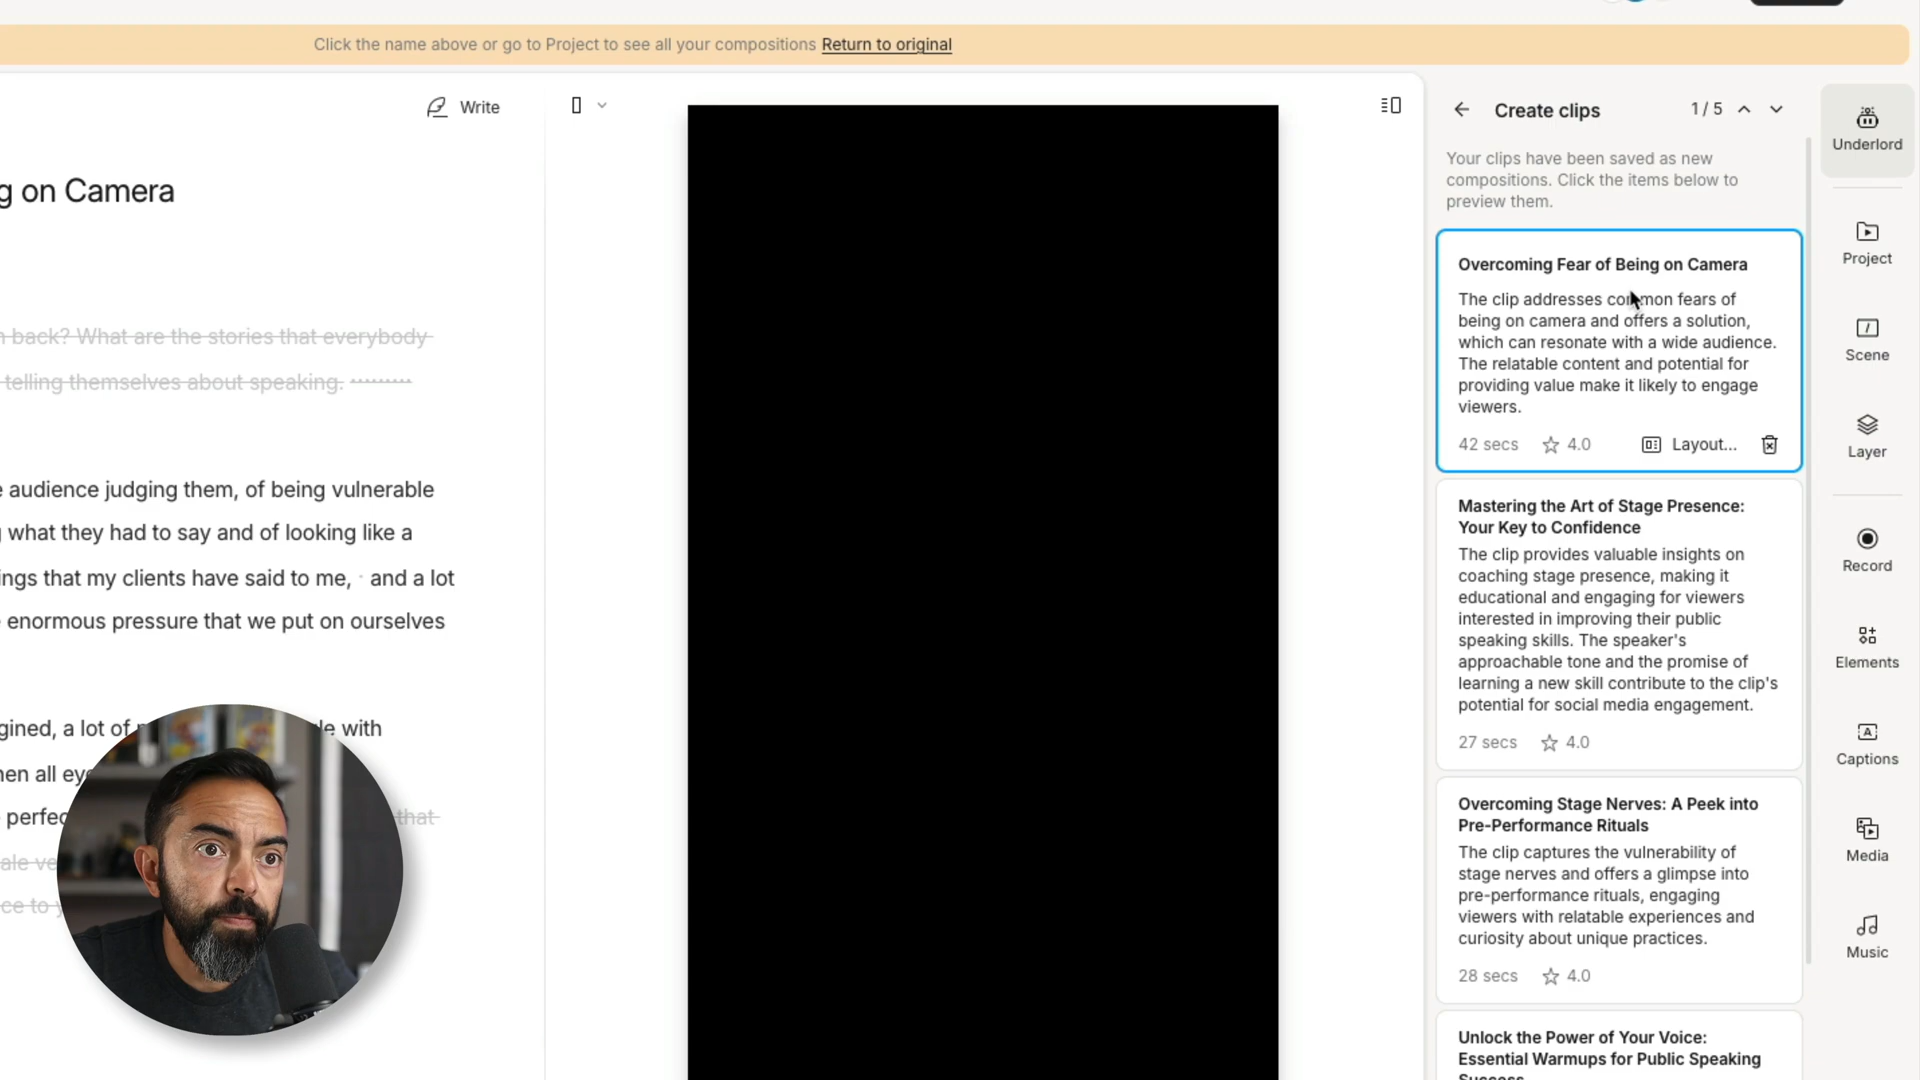 Click the name above or go to Project to see all your compositions Return to original
Write
g on Camera
back? What are the stories that everybody
telling themselves about speaking.
audience judging them, of being vulnerable
what they had to say and of looking like a
ings that my clients have said to me, and a lot
enormous pressure that we put on ourselves
gined, a lot of
with
hen all
that
ce to
Create clips
1 / 5
Your clips have been saved as new
compositions. Click the items below to
preview them.
Overcoming Fear of Being on Camera
The clip addresses common fears of
being on camera and offers a solution,
which can resonate with a wide audience.
The relatable content and potential for
providing value make it likely to engage
viewers.
42 secs
4.0
Layout...
Mastering the Art of Stage Presence:
Your Key to Confidence
The clip provides valuable insights on
coaching stage presence, making it
educational and engaging for viewers
interested in improving their public
speaking skills. The speaker's
approachable tone and the promise of
learning a new skill contribute to the clip's
potential for social media engagement.
27 secs
4.0
Overcoming Stage Nerves: A Peek into
Pre-Performance Rituals
The clip captures the vulnerability of
stage nerves and offers a glimpse into
pre-performance rituals, engaging
viewers with relatable experiences and
curiosity about unique practices.
28 secs
4.0
Unlock the Power of Your Voice:
Essential Warmups for Public Speaking
Success
Underlord
Project
Scene
Layer
Record
Elements
Captions
Media
Music